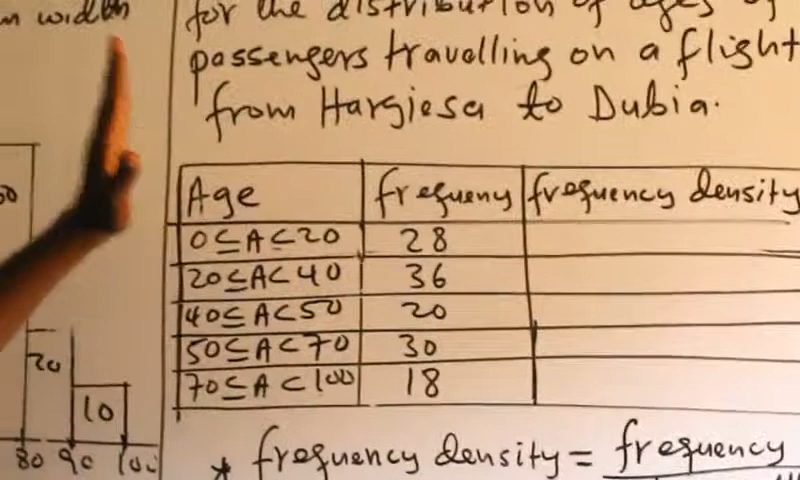 width
for the distribution of ages of
passengers travelling on a flight
from Hargiesa to Dubia.
Age frequeny frequency density
0≤A<20 28
20≤A<40 36
40≤A<50 20
50≤A<70 30
70≤A<100 18
20
10
80 90 100
* frequency density = frequency